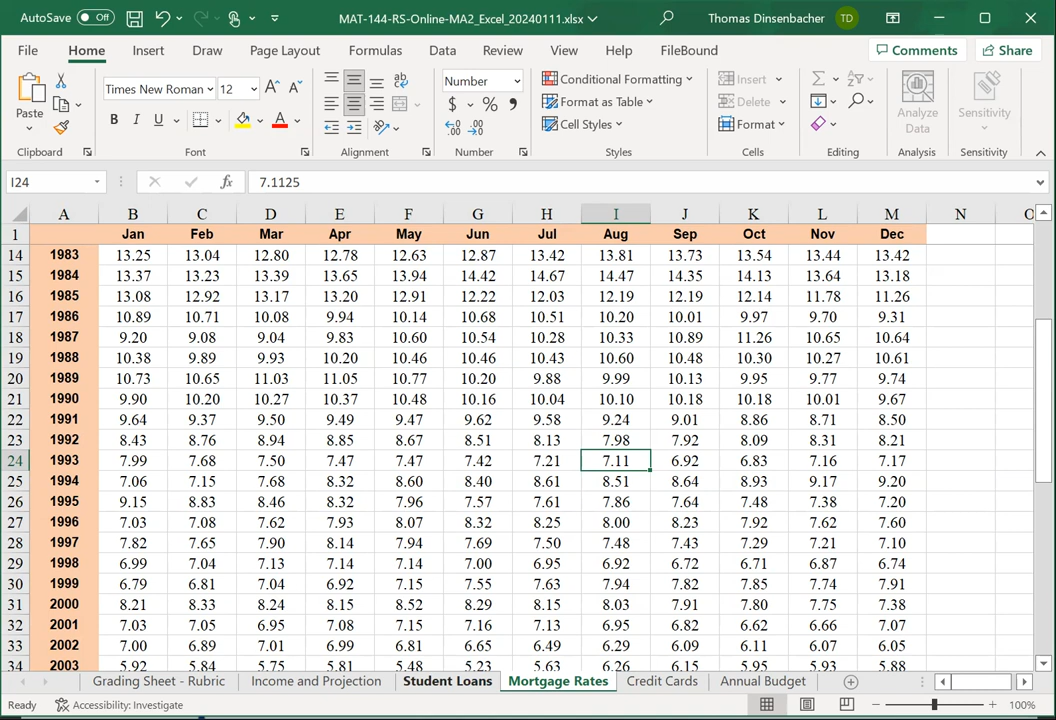 AutoSave Off MAT-144-RS-Online-MA2_Excel_20240111.xlsx Thomas Dinsenbacher TD
File Home Insert Draw Page Layout Formulas Data Review View Help FileBound Comments Share
Times New Roman 12 Number Conditional Formatting Insert
Paste B I U A $ % Format as Table Delete Analyze Data Sensitivity
Cell Styles Format
Clipboard Font Alignment Number Styles Cells Editing Analysis Sensitivity
I24 fx 7.1125
A B C D E F G H I J K L M N O
1 Jan Feb Mar Apr May Jun Jul Aug Sep Oct Nov Dec
14 1983 13.25 13.04 12.80 12.78 12.63 12.87 13.42 13.81 13.73 13.54 13.44 13.42
15 1984 13.37 13.23 13.39 13.65 13.94 14.42 14.67 14.47 14.35 14.13 13.64 13.18
16 1985 13.08 12.92 13.17 13.20 12.91 12.22 12.03 12.19 12.19 12.14 11.78 11.26
17 1986 10.89 10.71 10.08 9.94 10.14 10.68 10.51 10.20 10.01 9.97 9.70 9.31
18 1987 9.20 9.08 9.04 9.83 10.60 10.54 10.28 10.33 10.89 11.26 10.65 10.64
19 1988 10.38 9.89 9.93 10.20 10.46 10.46 10.43 10.60 10.48 10.30 10.27 10.61
20 1989 10.73 10.65 11.03 11.05 10.77 10.20 9.88 9.99 10.13 9.95 9.77 9.74
21 1990 9.90 10.20 10.27 10.37 10.48 10.16 10.04 10.10 10.18 10.18 10.01 9.67
22 1991 9.64 9.37 9.50 9.49 9.47 9.62 9.58 9.24 9.01 8.86 8.71 8.50
23 1992 8.43 8.76 8.94 8.85 8.67 8.51 8.13 7.98 7.92 8.09 8.31 8.21
24 1993 7.99 7.68 7.50 7.47 7.47 7.42 7.21 7.11 6.92 6.83 7.16 7.17
25 1994 7.06 7.15 7.68 8.32 8.60 8.40 8.61 8.51 8.64 8.93 9.17 9.20
26 1995 9.15 8.83 8.46 8.32 7.96 7.57 7.61 7.86 7.64 7.48 7.38 7.20
27 1996 7.03 7.08 7.62 7.93 8.07 8.32 8.25 8.00 8.23 7.92 7.62 7.60
28 1997 7.82 7.65 7.90 8.14 7.94 7.69 7.50 7.48 7.43 7.29 7.21 7.10
29 1998 6.99 7.04 7.13 7.14 7.14 7.00 6.95 6.92 6.72 6.71 6.87 6.74
30 1999 6.79 6.81 7.04 6.92 7.15 7.55 7.63 7.94 7.82 7.85 7.74 7.91
31 2000 8.21 8.33 8.24 8.15 8.52 8.29 8.15 8.03 7.91 7.80 7.75 7.38
32 2001 7.03 7.05 6.95 7.08 7.15 7.16 7.13 6.95 6.82 6.62 6.66 7.07
33 2002 7.00 6.89 7.01 6.99 6.81 6.65 6.49 6.29 6.09 6.11 6.07 6.05
34 2003 5.92 5.84 5.75 5.81 5.48 5.23 5.63 6.26 6.15 5.95 5.93 5.88
Grading Sheet - Rubric Income and Projection Student Loans Mortgage Rates Credit Cards Annual Budget
Ready Accessibility: Investigate 100%